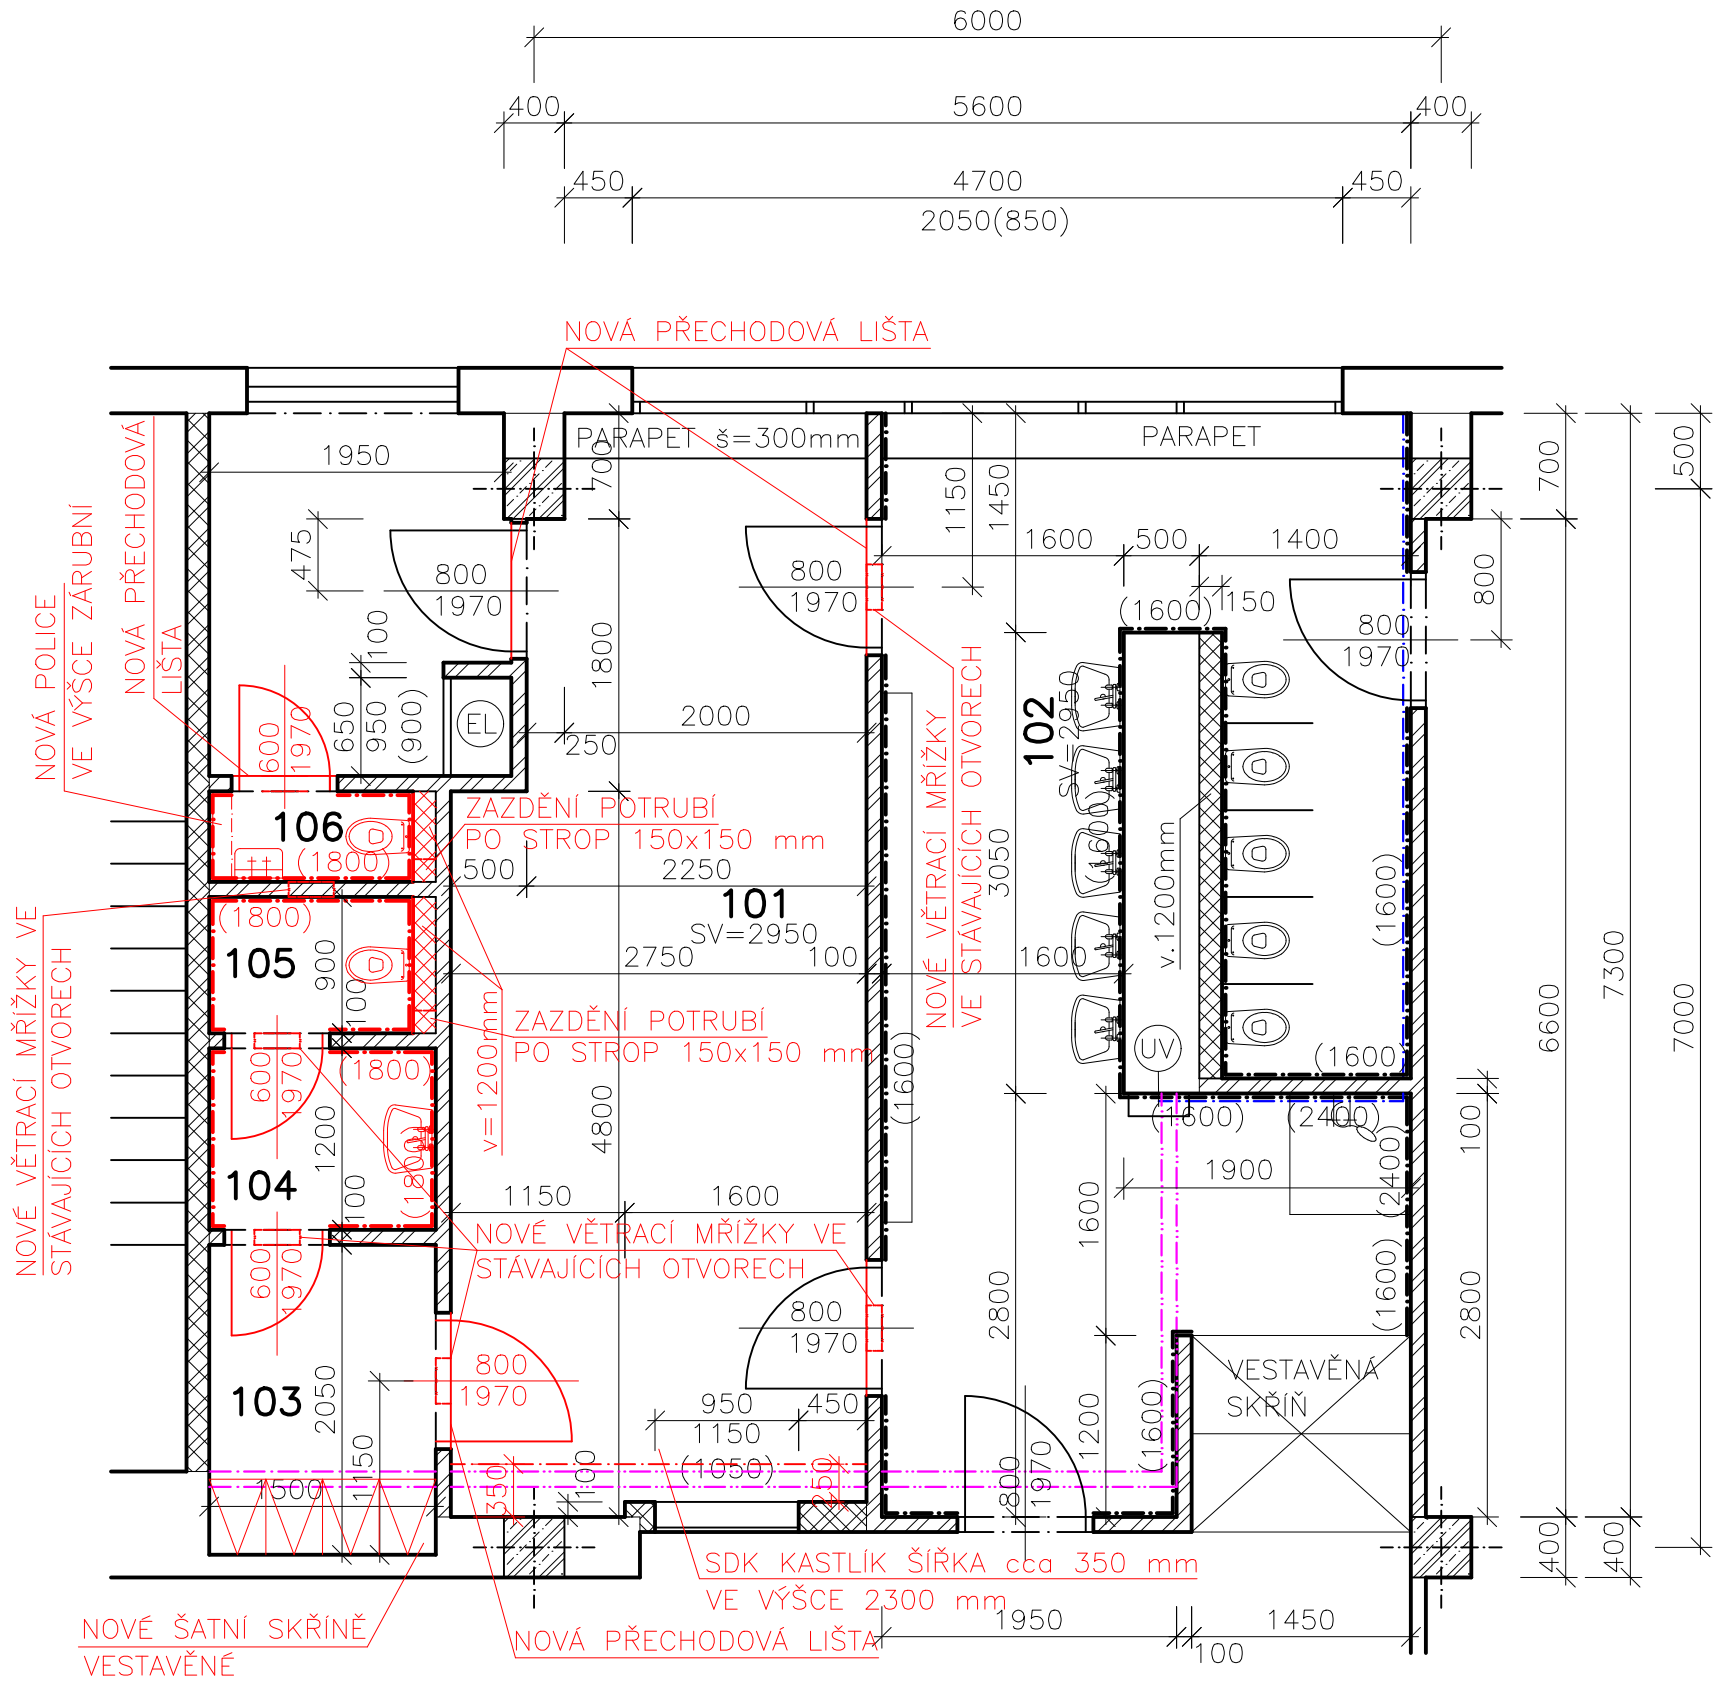 6000
400 5600 400
450 4700 450
2050(850)
NOVÁ PŘECHODOVÁ LIŠTA
PARAPET š=300mm
PARAPET
1950
700
1150
1450
700
500
475
800
1970
800
1970
1600 500 1400
150
(1600)
800
1970
800
NOVÁ POLICE
VE VÝŠCE ZÁRUBNÍ
NOVÁ PŘECHODOVÁ
LIŠTA
100
650
950
(900)
EL
600
1970
1800
2000
250
NOVÉ VĚTRACÍ MŘÍŽKY
VE STÁVAJÍCÍCH OTVORECH
102
SV=2950
(1600)
v.1200mm
3050
(1600)
106
(1800)
ZAZDĚNÍ POTRUBÍ
PO STROP 150x150 mm
500 2250
101
SV=2950
2750 100 1600
NOVÉ VĚTRACÍ MŘÍŽKY VE
STÁVAJÍCÍCH OTVORECH
(1800)
105
900
100
v=1200mm
ZAZDĚNÍ POTRUBÍ
PO STROP 150x150 mm
(1600)
UV
(1600)
6600
7300
7000
600
1970
(1800)
104
1200
100
(1800)
4800
(1600) (2400)
(2400)
100
1900
1600
1150 1600
NOVÉ VĚTRACÍ MŘÍŽKY VE
STÁVAJÍCÍCH OTVORECH
600
1970
800
1970
800
1970
2800
(1600)
2800
103
2050
1150
950 450
1150
(1050)
VESTAVĚNÁ
SKŘÍŇ
1200
(1600)
1500
350
100
250
800
1970
400
400
SDK KASTLÍK ŠÍŘKA cca 350 mm
VE VÝŠCE 2300 mm
NOVÉ ŠATNÍ SKŘÍNĚ
VESTAVĚNÉ
NOVÁ PŘECHODOVÁ LIŠTA
1950 1450
100